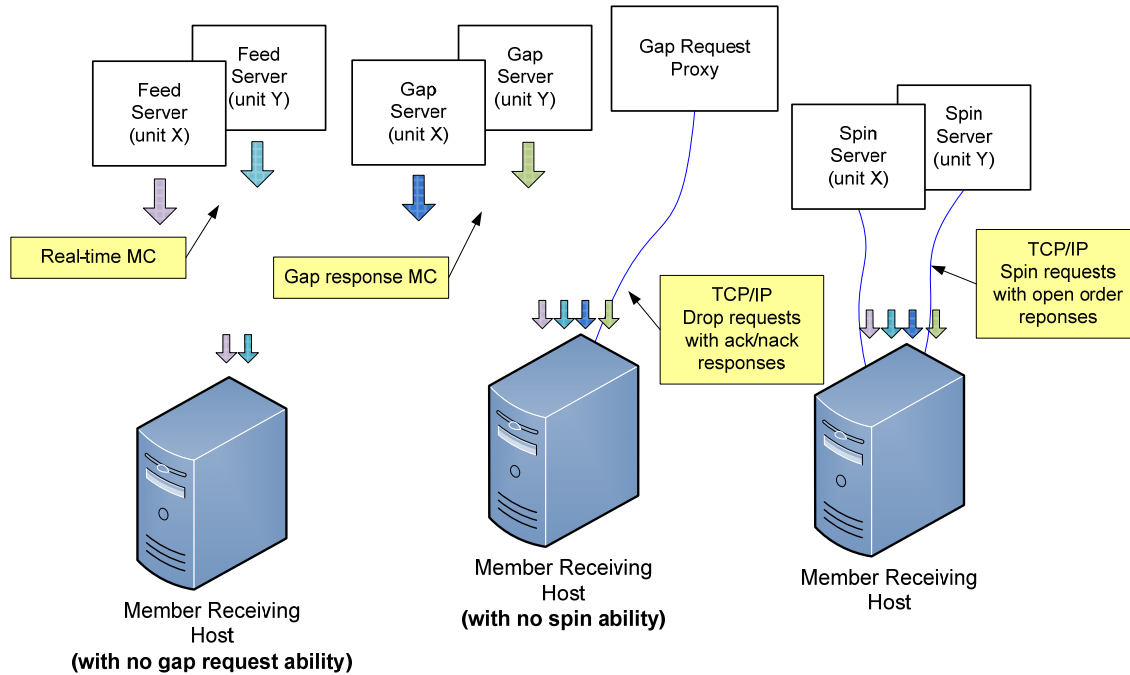 Feed
Server
(unit Y)
Feed
Server
(unit X)
Gap
Server
(unit Y)
Gap
Server
(unit X)
Gap Request
Proxy
Spin
Server
(unit Y)
Spin
Server
(unit X)
Real-time MC
Gap response MC
TCP/IP
Drop requests
with ack/nack
responses
TCP/IP
Spin requests
with open order
reponses
Member Receiving
Host
(with no gap request ability)
Member Receiving
Host
(with no spin ability)
Member Receiving
Host